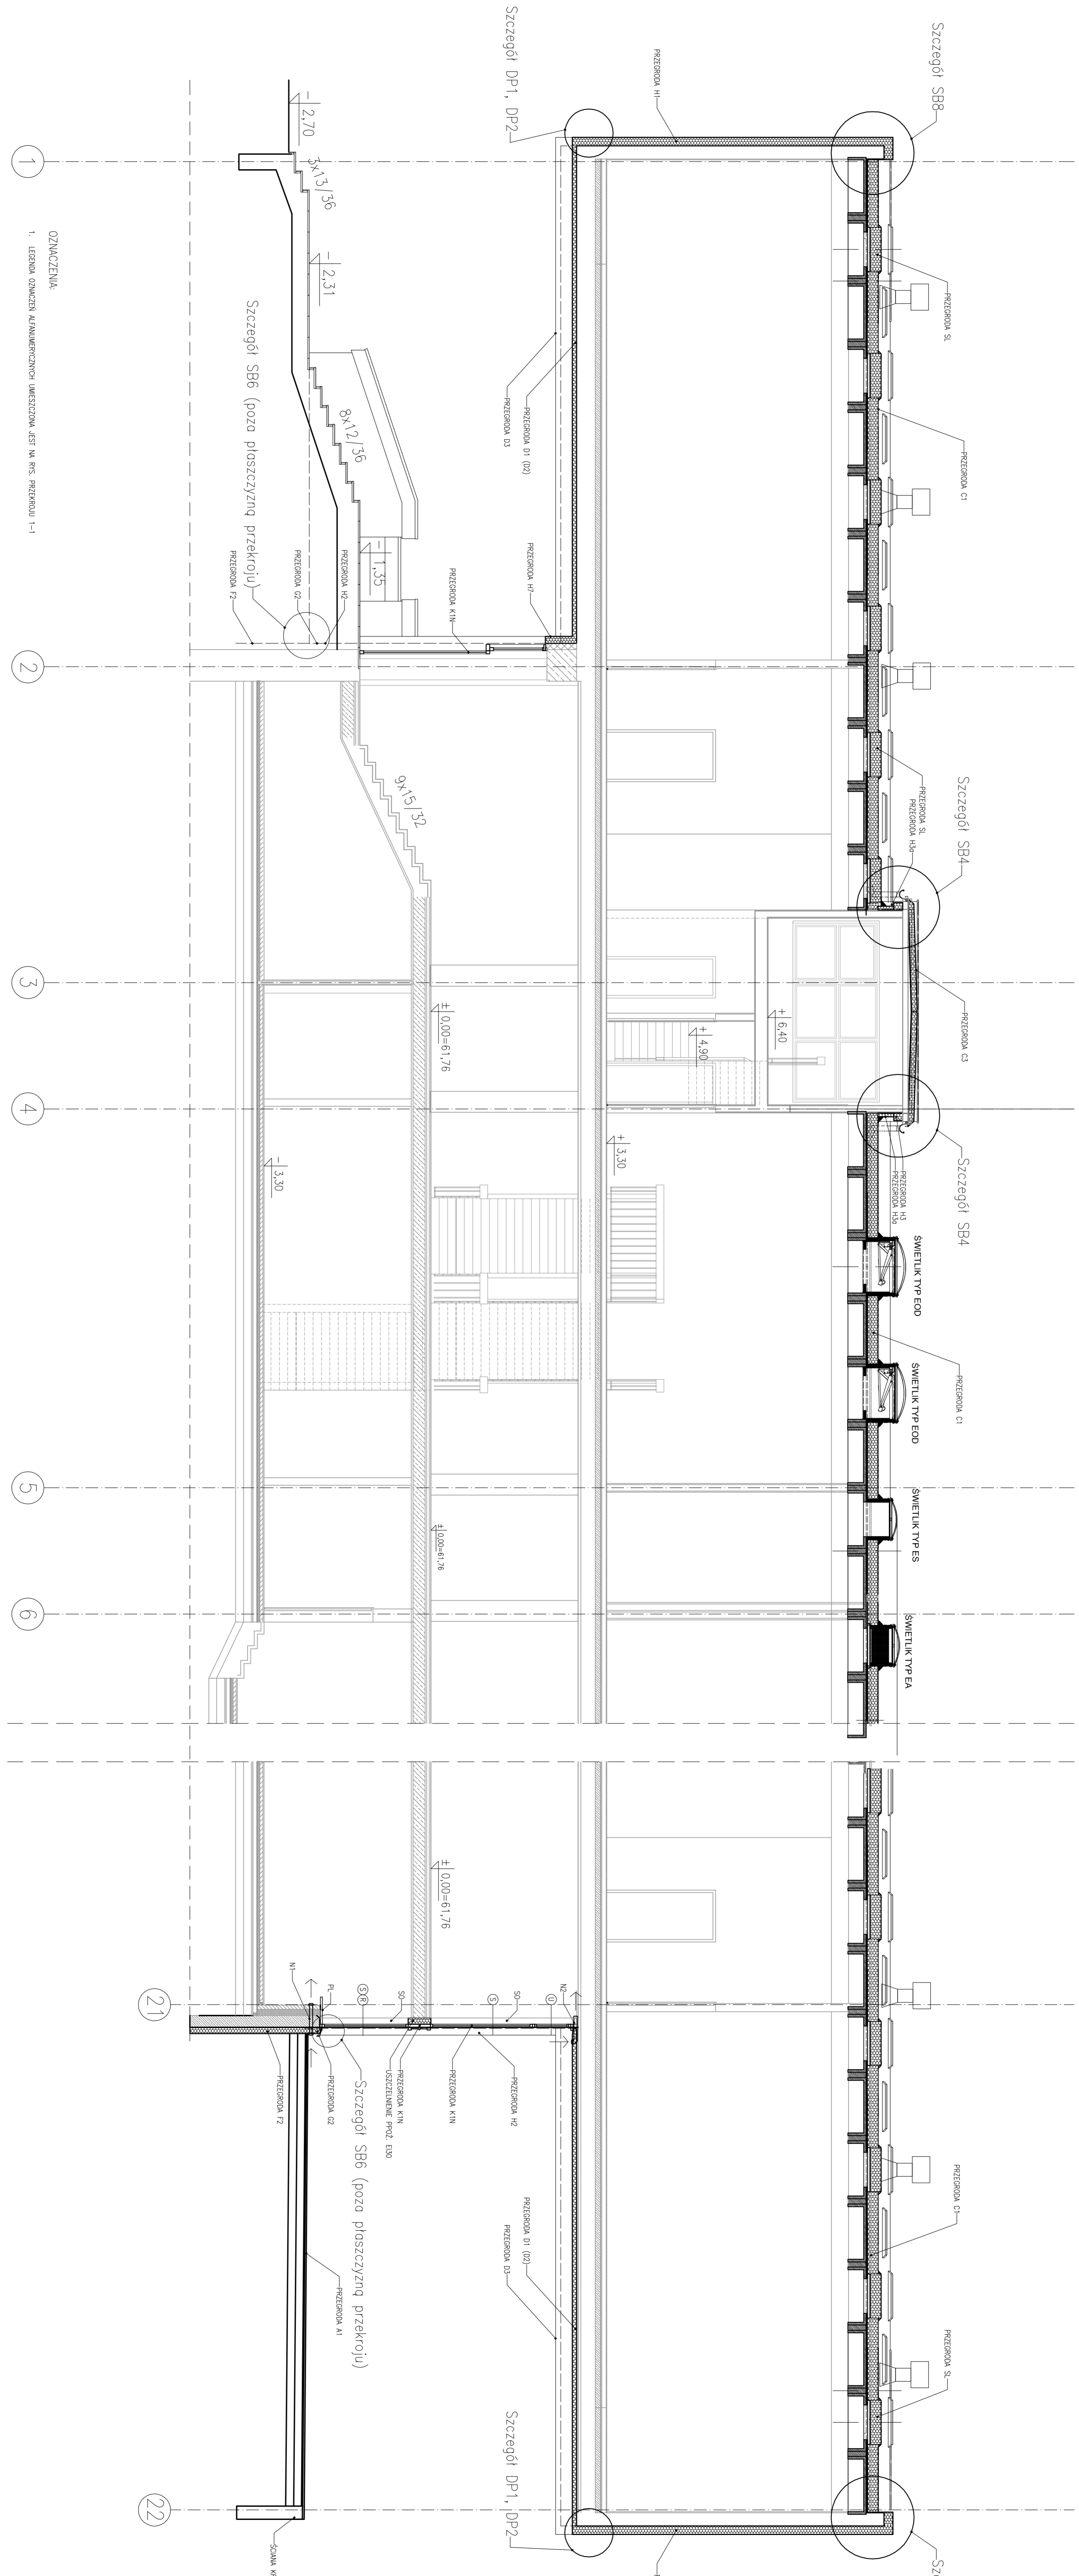 Szczegół SB8
PRZEGRODA SL
PRZEGRODA C1
PRZEGRODA SL
PRZEGRODA H3a
Szczegół SB4
PRZEGRODA C3
Szczegół SB4
PRZEGRODA H3
PRZEGRODA H3a
ŚWIETLIK TYP EOD
PRZEGRODA C1
ŚWIETLIK TYP EOD
ŚWIETLIK TYP ES
ŚWIETLIK TYP EA
PRZEGRODA C1
PRZEGRODA SL
PRZEGRODA H1
+ 6,40
+ 4,90
+ 3,30
Szczegół DP1, DP2
PRZEGRODA D1 (D2)
PRZEGRODA D3
PRZEGRODA H7
PRZEGRODA K1N
- 2,70
3x13/36
- 2,31
8x12/36
- 1,35
9x15/32
± 0,00=61,76
± 0,00=61,76
± 0,00=61,76
- 3,30
Szczegół SB6 (poza płaszczyzną przekroju)
PRZEGRODA H2
PRZEGRODA G2
PRZEGRODA F2
N2
U
SO
S
SO
S
R
PL
N1
PRZEGRODA H2
PRZEGRODA K1N
PRZEGRODA K1N
USZCZELNIENIE PPOŻ. EI30
PRZEGRODA D1 (D2)
PRZEGRODA D3
Szczegół DP1, DP2
Szczegół SB6 (poza płaszczyzną przekroju)
PRZEGRODA G2
PRZEGRODA F2
PRZEGRODA A1
ŚCIANA
1
2
3
4
5
6
21
22
OZNACZENIA:
1. LEGENDA OZNACZEŃ ALFANUMERYCZNYCH UMIESZCZONA JEST NA RYS. PRZEKROJU 1-1